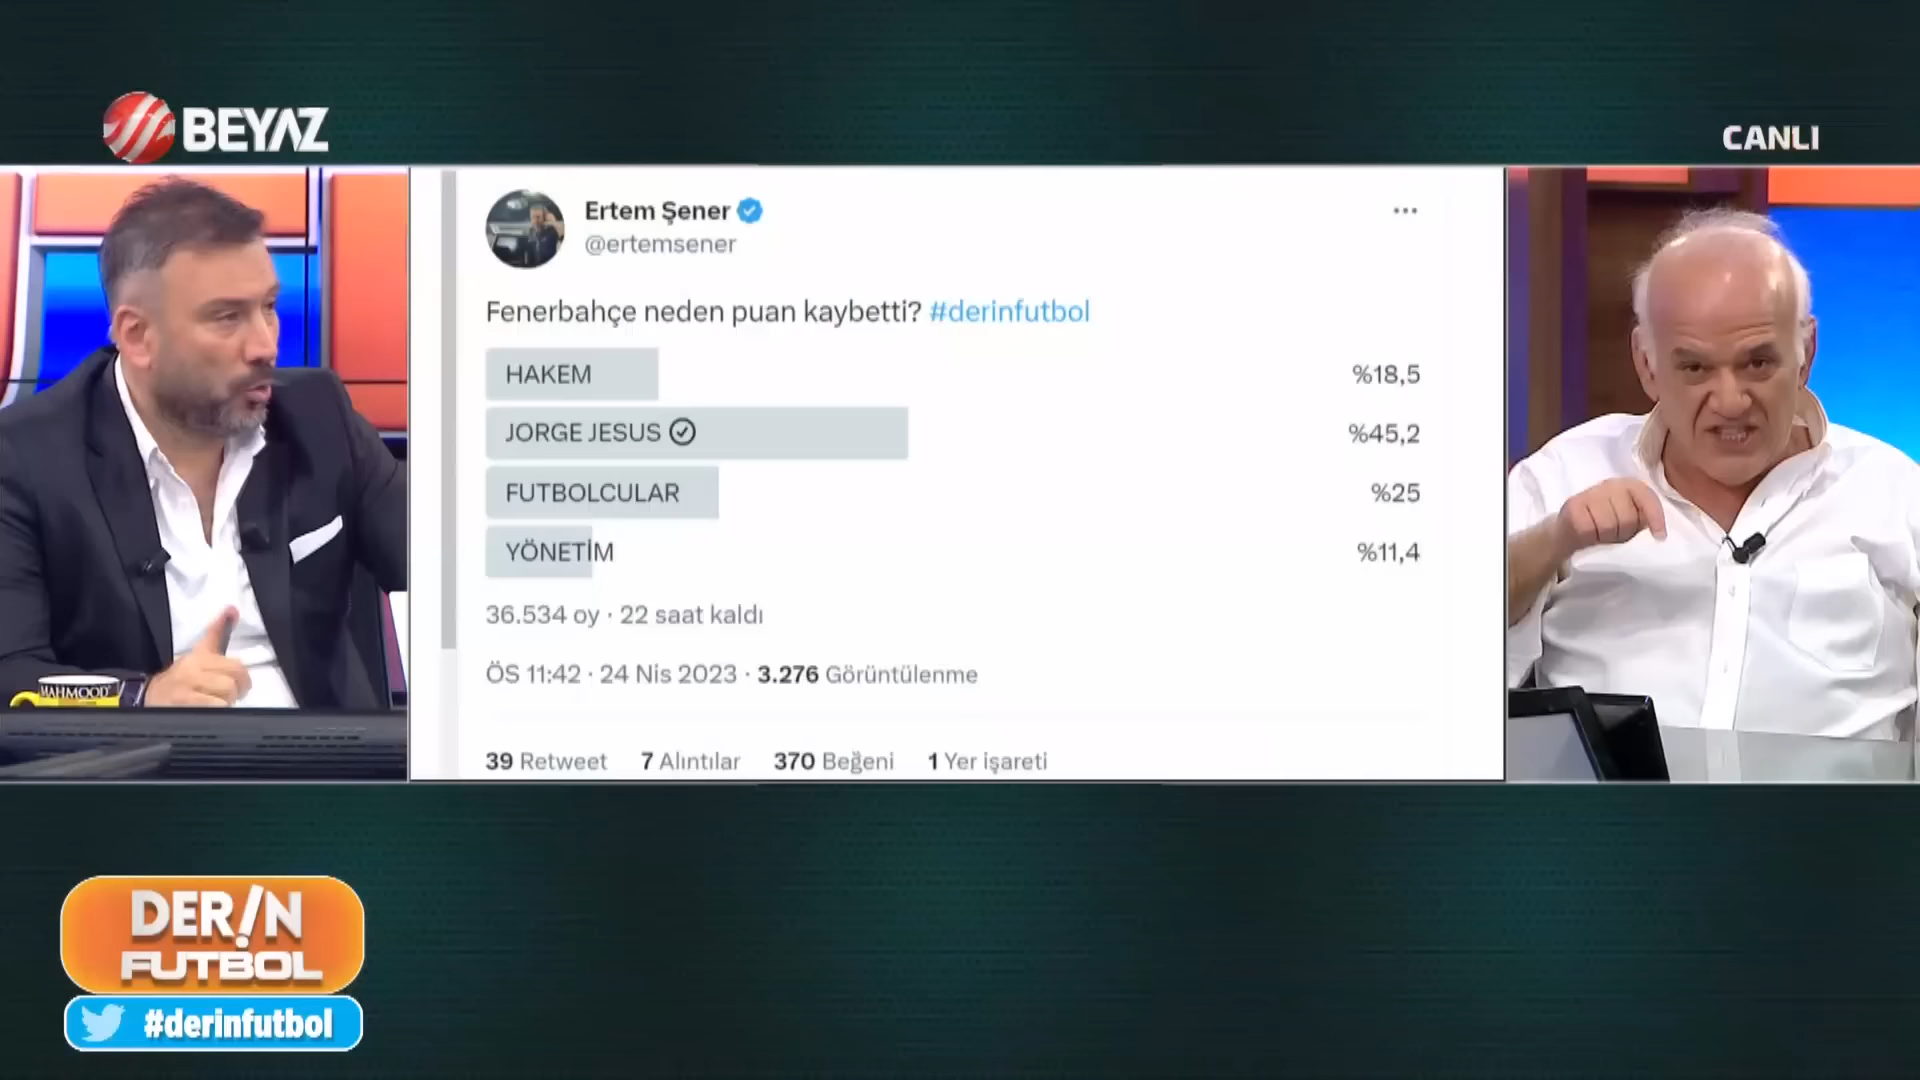 BEYAZ
CANLI
Ertem Şener
@ertemsener
Fenerbahçe neden puan kaybetti? #derinfutbol
HAKEM %18,5
JORGE JESUS %45,2
FUTBOLCULAR %25
YÖNETİM %11,4
36.534 oy · 22 saat kaldı
ÖS 11:42 · 24 Nis 2023 · 3.276 Görüntülenme
39 Retweet 7 Alıntılar 370 Beğeni 1 Yer işareti
MAHMOOD
DER!N
FUTBOL
#derinfutbol